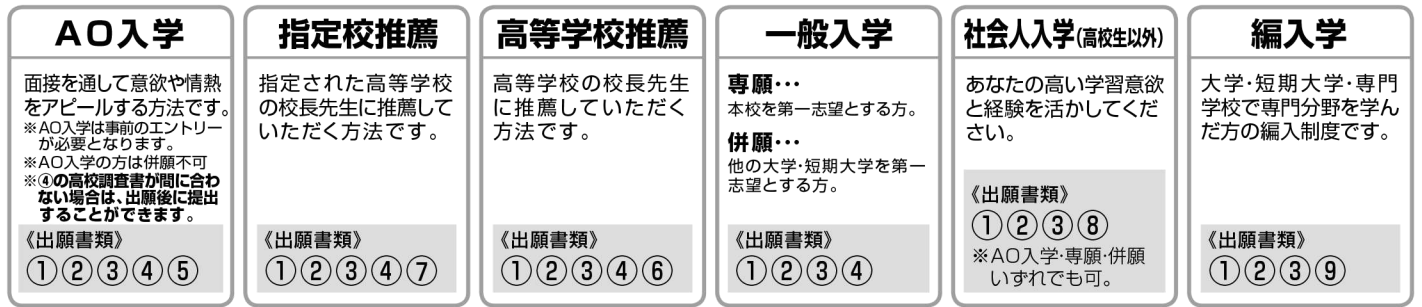 AO入学
面接を通して意欲や情熱
をアピールする方法です。
※AO入学は事前のエントリー
が必要となります。
※AO入学の方は併願不可
※④の高校調査書が間に合わ
ない場合は、出願後に提出
することができます。
《出願書類》
①②③④⑤
指定校推薦
指定された高等学校
の校長先生に推薦して
いただく方法です。
《出願書類》
①②③④⑦
高等学校推薦
高等学校の校長先生
に推薦していただく
方法です。
《出願書類》
①②③④⑥
一般入学
専願…
本校を第一志望とする方。
併願…
他の大学・短期大学を第一
志望とする方。
《出願書類》
①②③④
社会人入学(高校生以外)
あなたの高い学習意欲
と経験を活かしてくだ
さい。
《出願書類》
①②③⑧
※AO入学・専願・併願
いずれでも可。
編入学
大学・短期大学・専門
学校で専門分野を学ん
だ方の編入制度です。
《出願書類》
①②③⑨